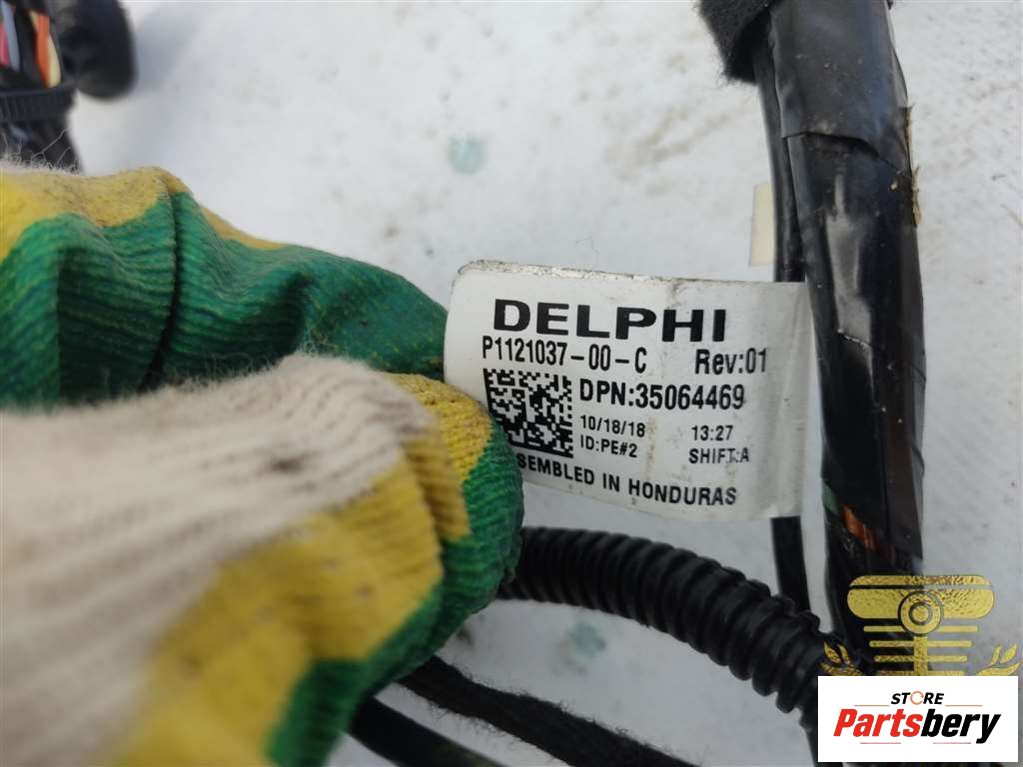 DELPHI
P1121037-00-C Rev:01
DPN:35064469
10/18/18 13:27
ID:PE#2 SHIFT:A
SEMBLED IN HONDURAS
STORE
Partsbery